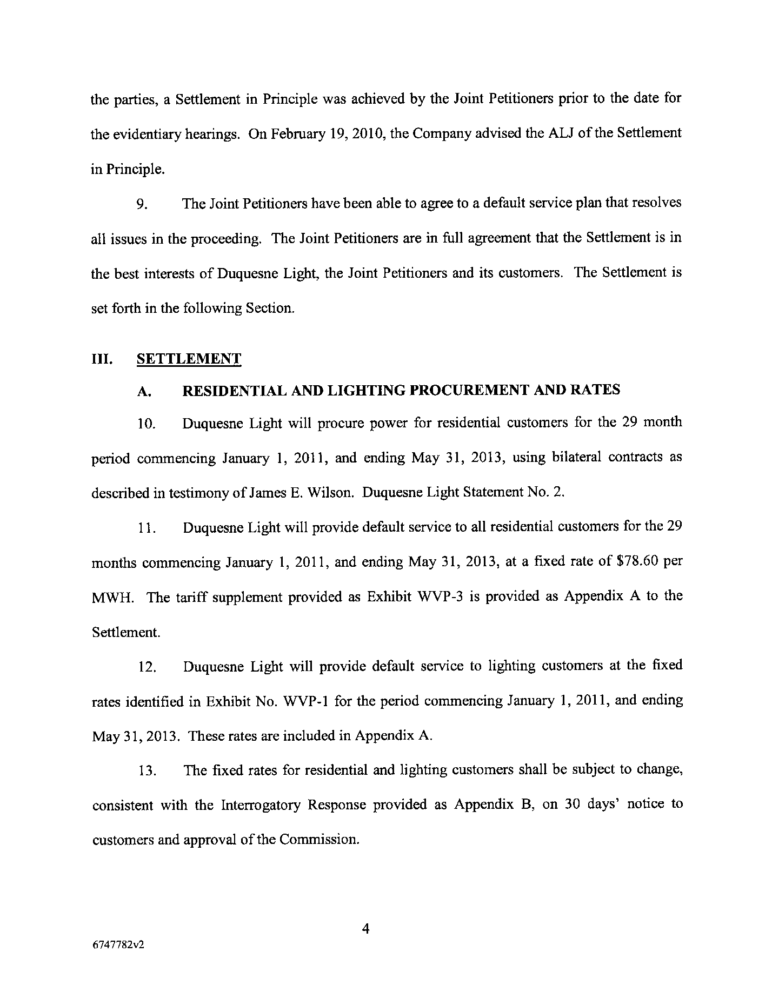 the parties, a Settlement in Principle was achieved by the Joint Petitioners prior to the date for
the evidentiary hearings. On February 19, 2010, the Company advised the ALJ of the Settlement
in Principle.
9. The Joint Petitioners have been able to agree to a default service plan that resolves
all issues in the proceeding. The Joint Petitioners are in full agreement that the Settlement is in
the best interests of Duquesne Light, the Joint Petitioners and its customers. The Settlement is
set forth in the following Section.
III. SETTLEMENT
A. RESIDENTIAL AND LIGHTING PROCUREMENT AND RATES
10. Duquesne Light will procure power for residential customers for the 29 month
period commencing January 1, 2011, and ending May 31, 2013, using bilateral contracts as
described in testimony of James E. Wilson. Duquesne Light Statement No. 2.
11. Duquesne Light will provide default service to all residential customers for the 29
months commencing January 1, 2011, and ending May 31, 2013, at a fixed rate of $78.60 per
MWH. The tariff supplement provided as Exhibit WVP-3 is provided as Appendix A to the
Settlement.
12. Duquesne Light will provide default service to lighting customers at the fixed
rates identified in Exhibit No. WVP-1 for the period commencing January 1, 2011, and ending
May 31, 2013. These rates are included in Appendix A.
13. The fixed rates for residential and lighting customers shall be subject to change,
consistent with the Interrogatory Response provided as Appendix B, on 30 days' notice to
customers and approval of the Commission.
4
6747782v2